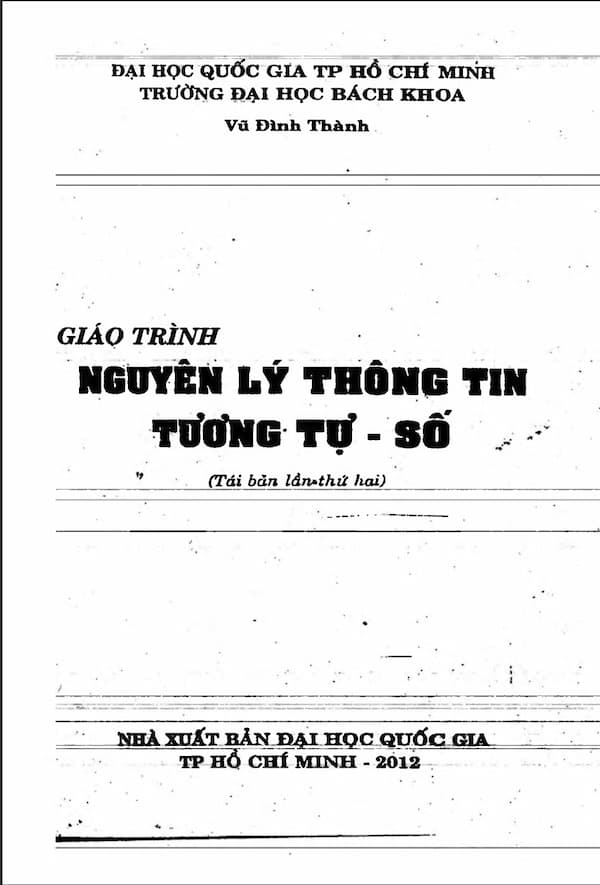 ĐẠI HỌC QUỐC GIA TP HỒ CHÍ MINH
TRƯỜNG ĐẠI HỌC BÁCH KHOA
Vũ Đình Thành
GIÁO TRÌNH
NGUYÊN LÝ THÔNG TIN
TƯƠNG TỰ - SỐ
(Tái bản lần thứ hai)
NHÀ XUẤT BẢN ĐẠI HỌC QUỐC GIA
TP HỒ CHÍ MINH - 2012